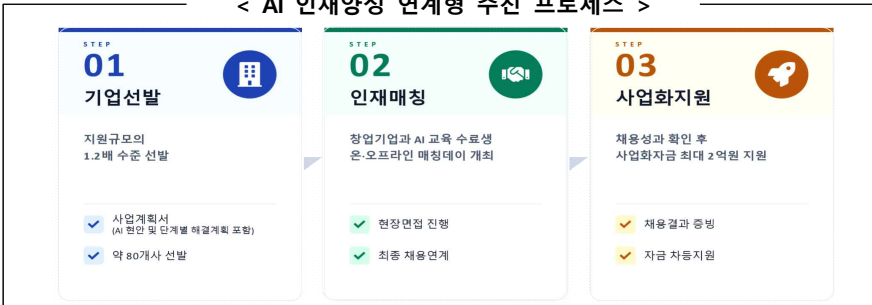 < AI 인재양성 연계형 추진 프로세스 >
STEP
01
기업선발
지원규모의
1.2배 수준 선발
사업계획서
(AI 현안 및 단계별 해결계획 포함)
약 80개사 선발
STEP
02
인재매칭
창업기업과 AI 교육 수료생
온·오프라인 매칭데이 개최
현장면접 진행
최종 채용연계
STEP
03
사업화지원
채용성과 확인 후
사업화자금 최대 2억원 지원
채용결과 증빙
자금 차등지원